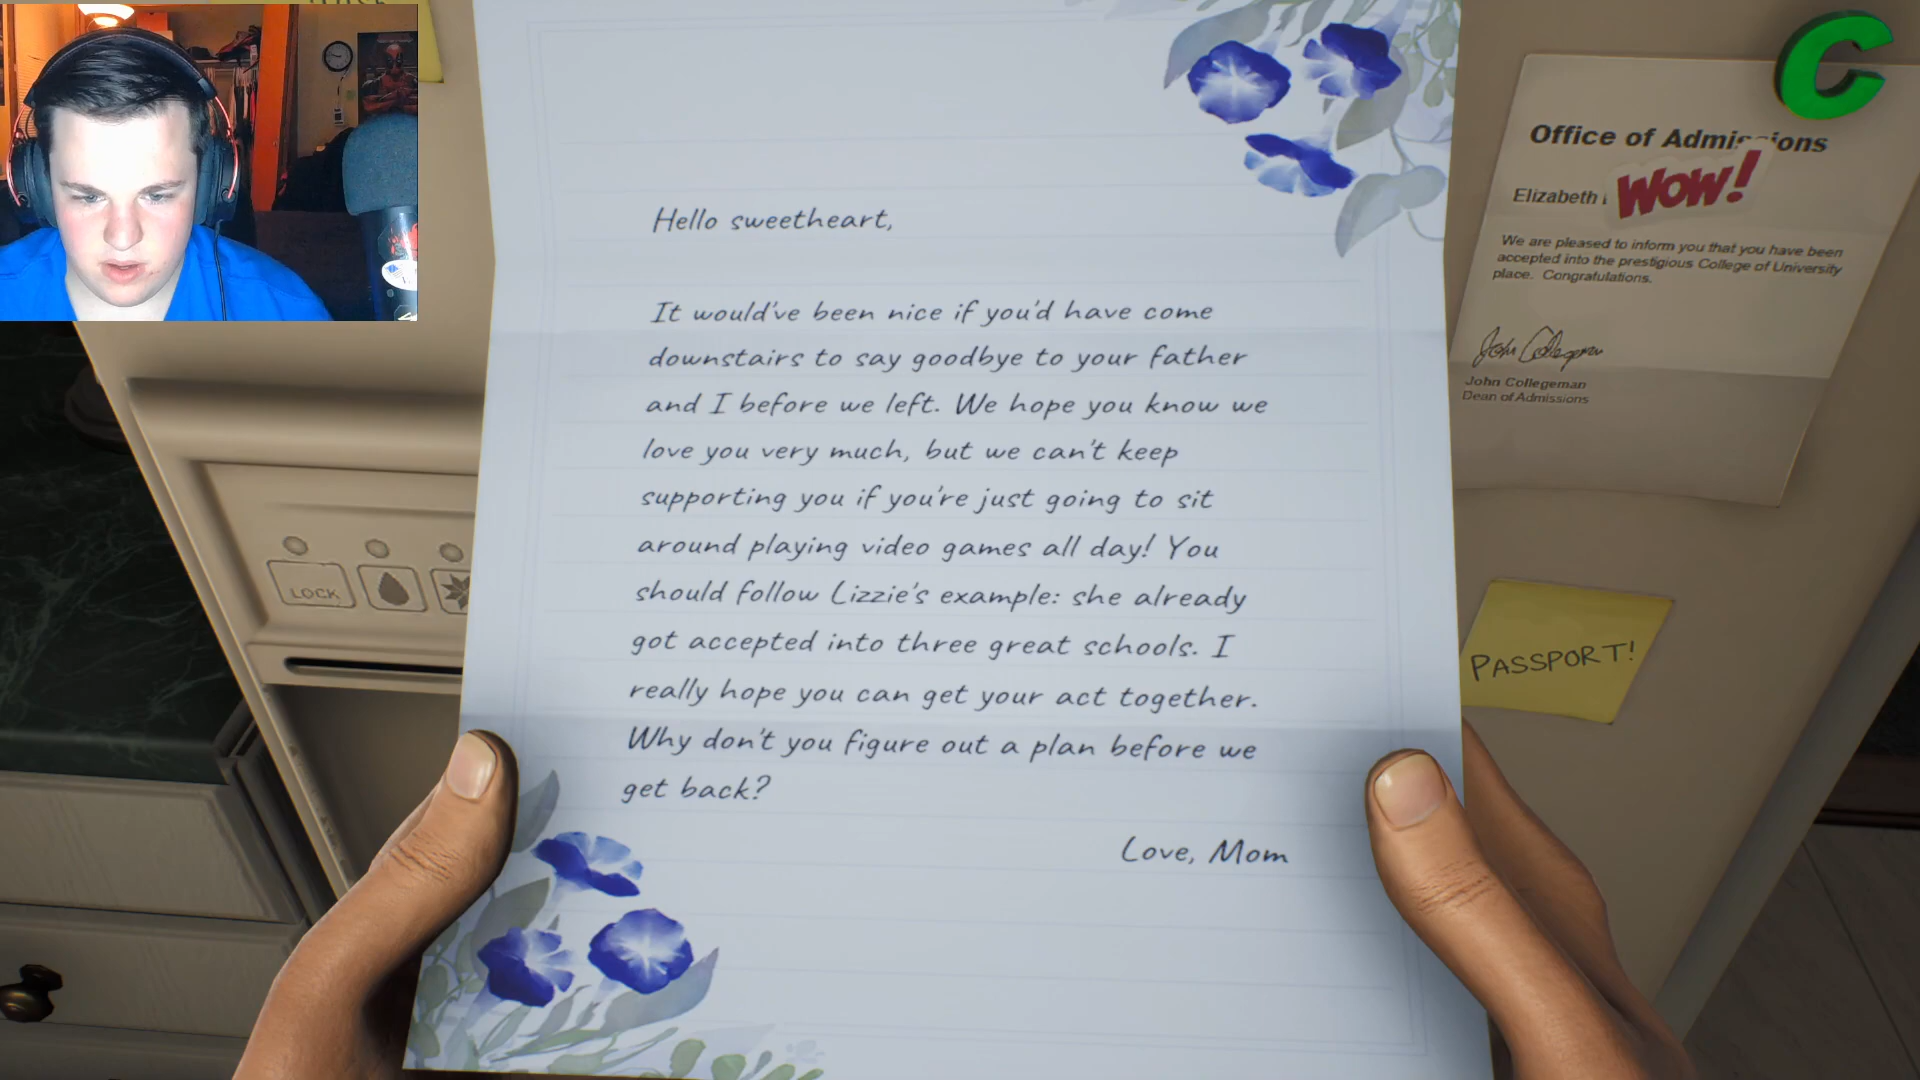 Hello sweetheart,
It would've been nice if you'd have come
downstairs to say goodbye to your father
and I before we left. We hope you know we
love you very much, but we can't keep
supporting you if you're just going to sit
around playing video games all day! You
should follow Lizzie's example: she already
got accepted into three great schools. I
really hope you can get your act together.
Why don't you figure out a plan before we
get back?
Love, Mom
C
Office of Admissions
WOW!
Elizabeth
We are pleased to inform you that you have been
accepted into the prestigious College of University
place. Congratulations.
John Collegeman
John Collegeman
Dean of Admissions
PASSPORT!
LOCK